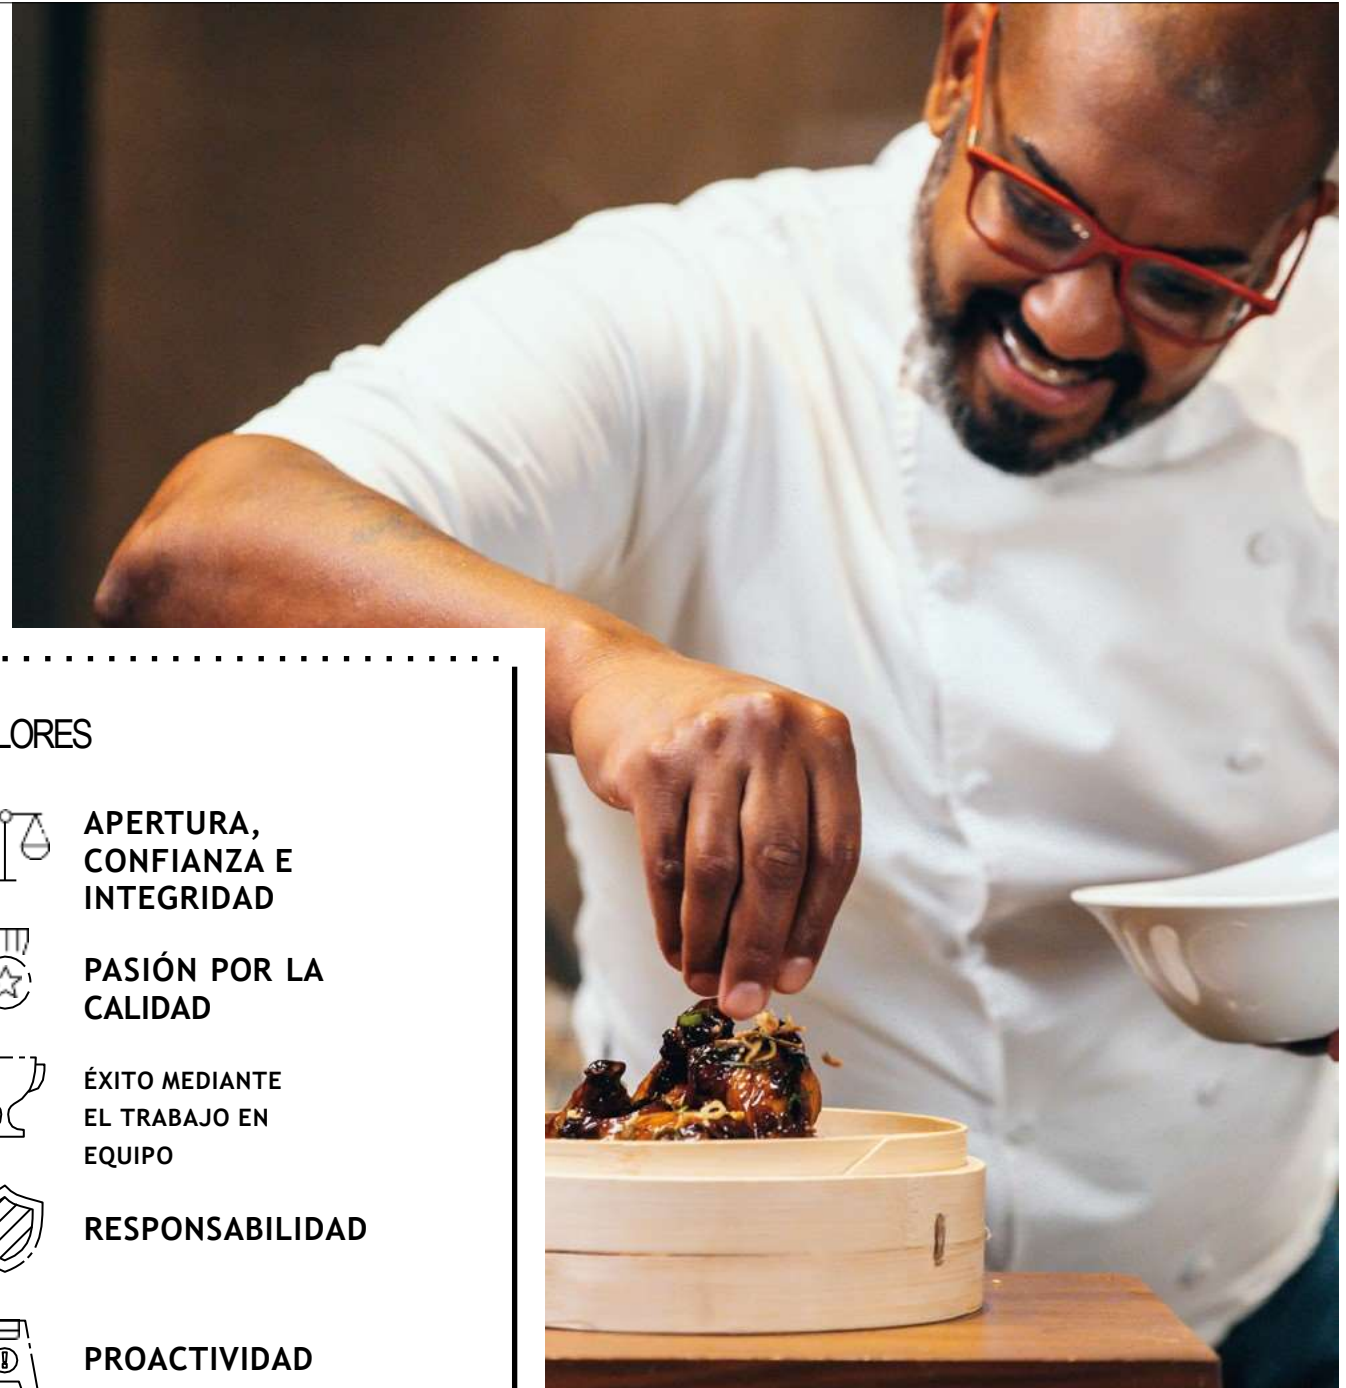 LORES
APERTURA,
CONFIANZA E
INTEGRIDAD
PASIÓN POR LA
CALIDAD
ÉXITO MEDIANTE
EL TRABAJO EN
EQUIPO
RESPONSABILIDAD
PROACTIVIDAD